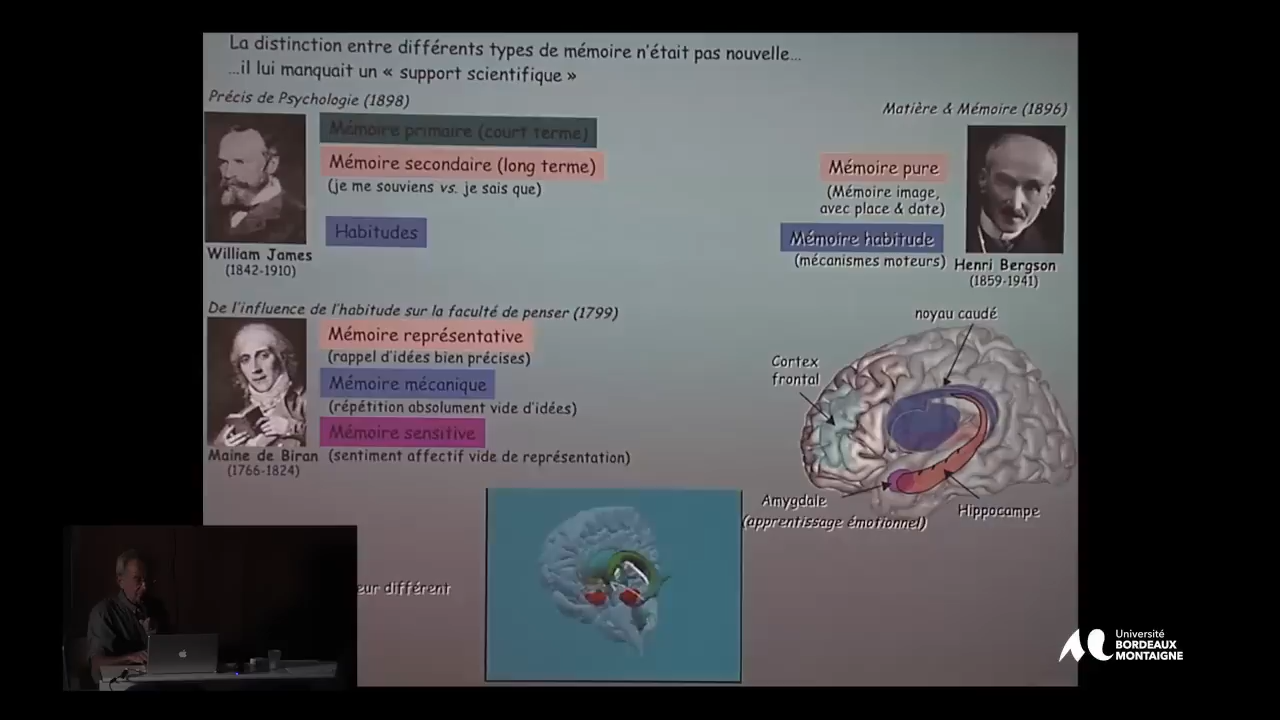 La distinction entre différents types de mémoire n'était pas nouvelle...
...il lui manquait un « support scientifique »
Précis de Psychologie (1898)
Mémoire primaire (court terme)
Mémoire secondaire (long terme)
(je me souviens vs. je sais que)
Habitudes
William James
(1842-1910)
Matière & Mémoire (1896)
Mémoire pure
(Mémoire image,
avec place & date)
Mémoire habitude
(mécanismes moteurs)
Henri Bergson
(1859-1941)
De l'influence de l'habitude sur la faculté de penser (1799)
Mémoire représentative
(rappel d'idées bien précises)
Mémoire mécanique
(répétition absolument vide d'idées)
Mémoire sensitive
(sentiment affectif vide de représentation)
Maine de Biran
(1766-1824)
noyau caudé
Cortex
frontal
Amygdale
(apprentissage émotionnel)
Hippocampe
eur différent
Université
BORDEAUX
MONTAIGNE